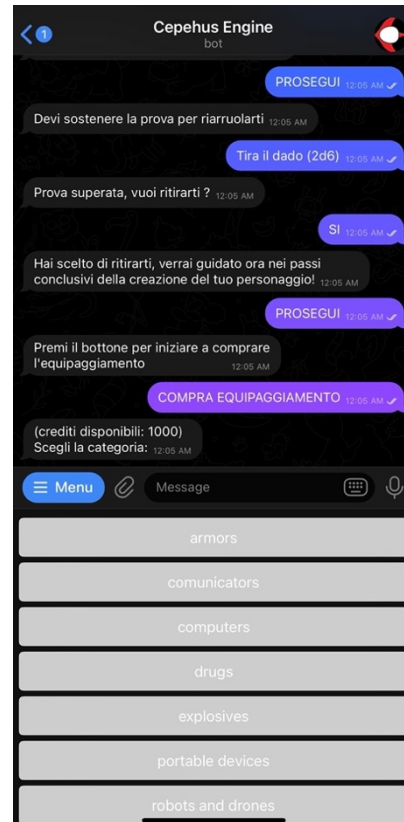 1
Cepehus Engine
bot
PROSEGUI 12:05 AM
Devi sostenere la prova per riarruolarti 12:05 AM
Tira il dado (2d6) 12:05 AM
Prova superata, vuoi ritirarti ? 12:05 AM
SI 12:05 AM
Hai scelto di ritirarti, verrai guidato ora nei passi
conclusivi della creazione del tuo personaggio! 12:05 AM
PROSEGUI 12:05 AM
Premi il bottone per iniziare a comprare
l'equipaggiamento 12:05 AM
COMPRA EQUIPAGGIAMENTO 12:05 AM
(crediti disponibili: 1000)
Scegli la categoria: 12:05 AM
Menu Message
armors
comunicators
computers
drugs
explosives
portable devices
robots and drones